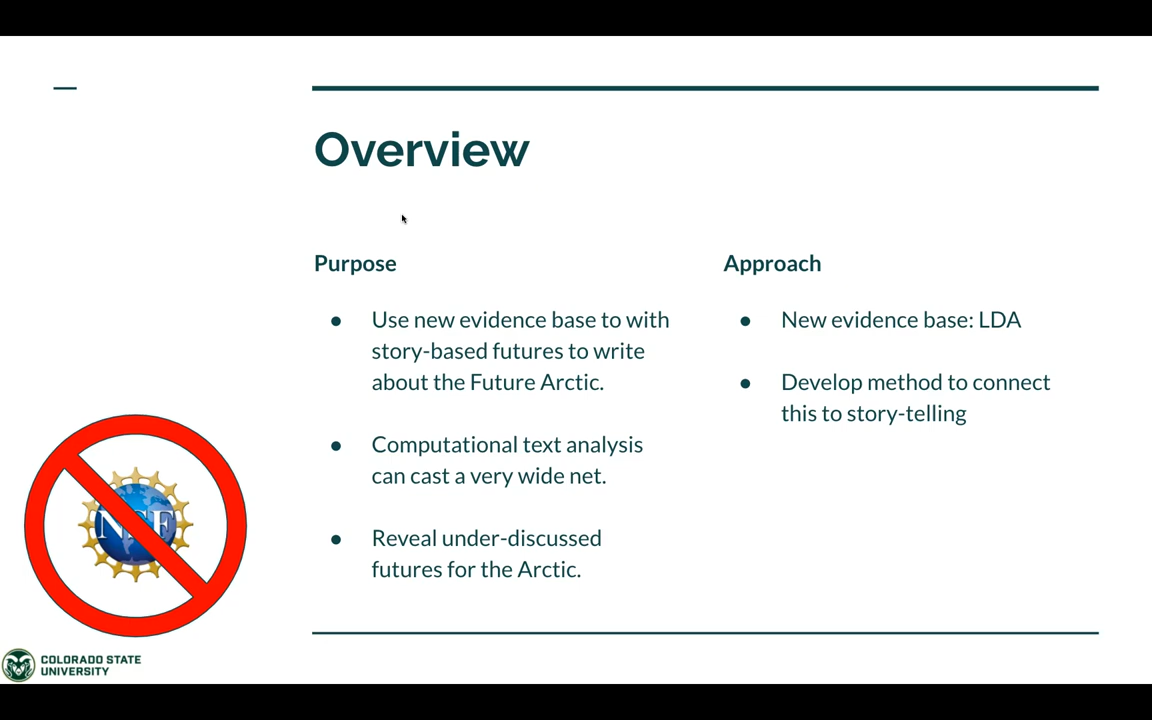 Overview
Purpose
● Use new evidence base to with
story-based futures to write
about the Future Arctic.
● Computational text analysis
can cast a very wide net.
● Reveal under-discussed
futures for the Arctic.
Approach
● New evidence base: LDA
● Develop method to connect
this to story-telling
NSF
COLORADO STATE
UNIVERSITY